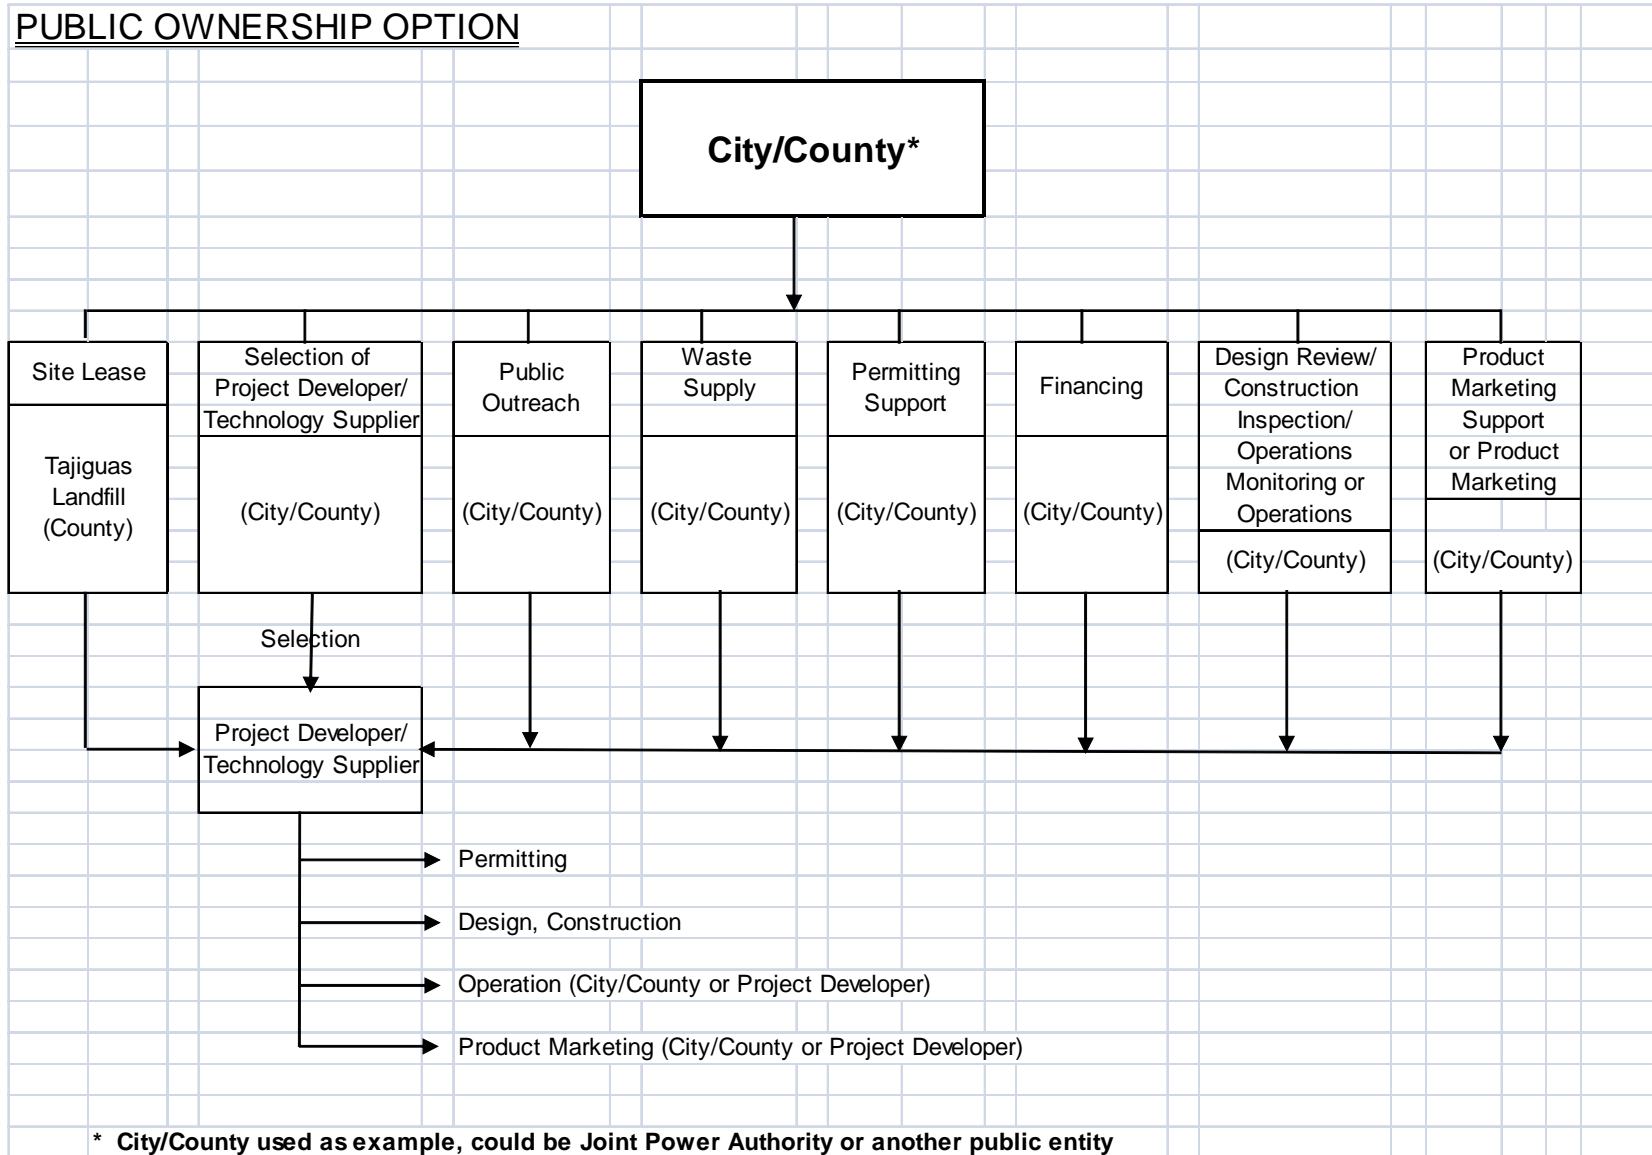 PUBLIC OWNERSHIP OPTION
City/County*
Site Lease
Tajiguas
Landfill
(County)
Selection of
Project Developer/
Technology Supplier
(City/County)
Public
Outreach
(City/County)
Waste
Supply
(City/County)
Permitting
Support
(City/County)
Financing
(City/County)
Design Review/
Construction
Inspection/
Operations
Monitoring or
Operations
(City/County)
Product
Marketing
Support
or Product
Marketing
(City/County)
Selection
Project Developer/
Technology Supplier
Permitting
Design, Construction
Operation (City/County or Project Developer)
Product Marketing (City/County or Project Developer)
* City/County used as example, could be Joint Power Authority or another public entity